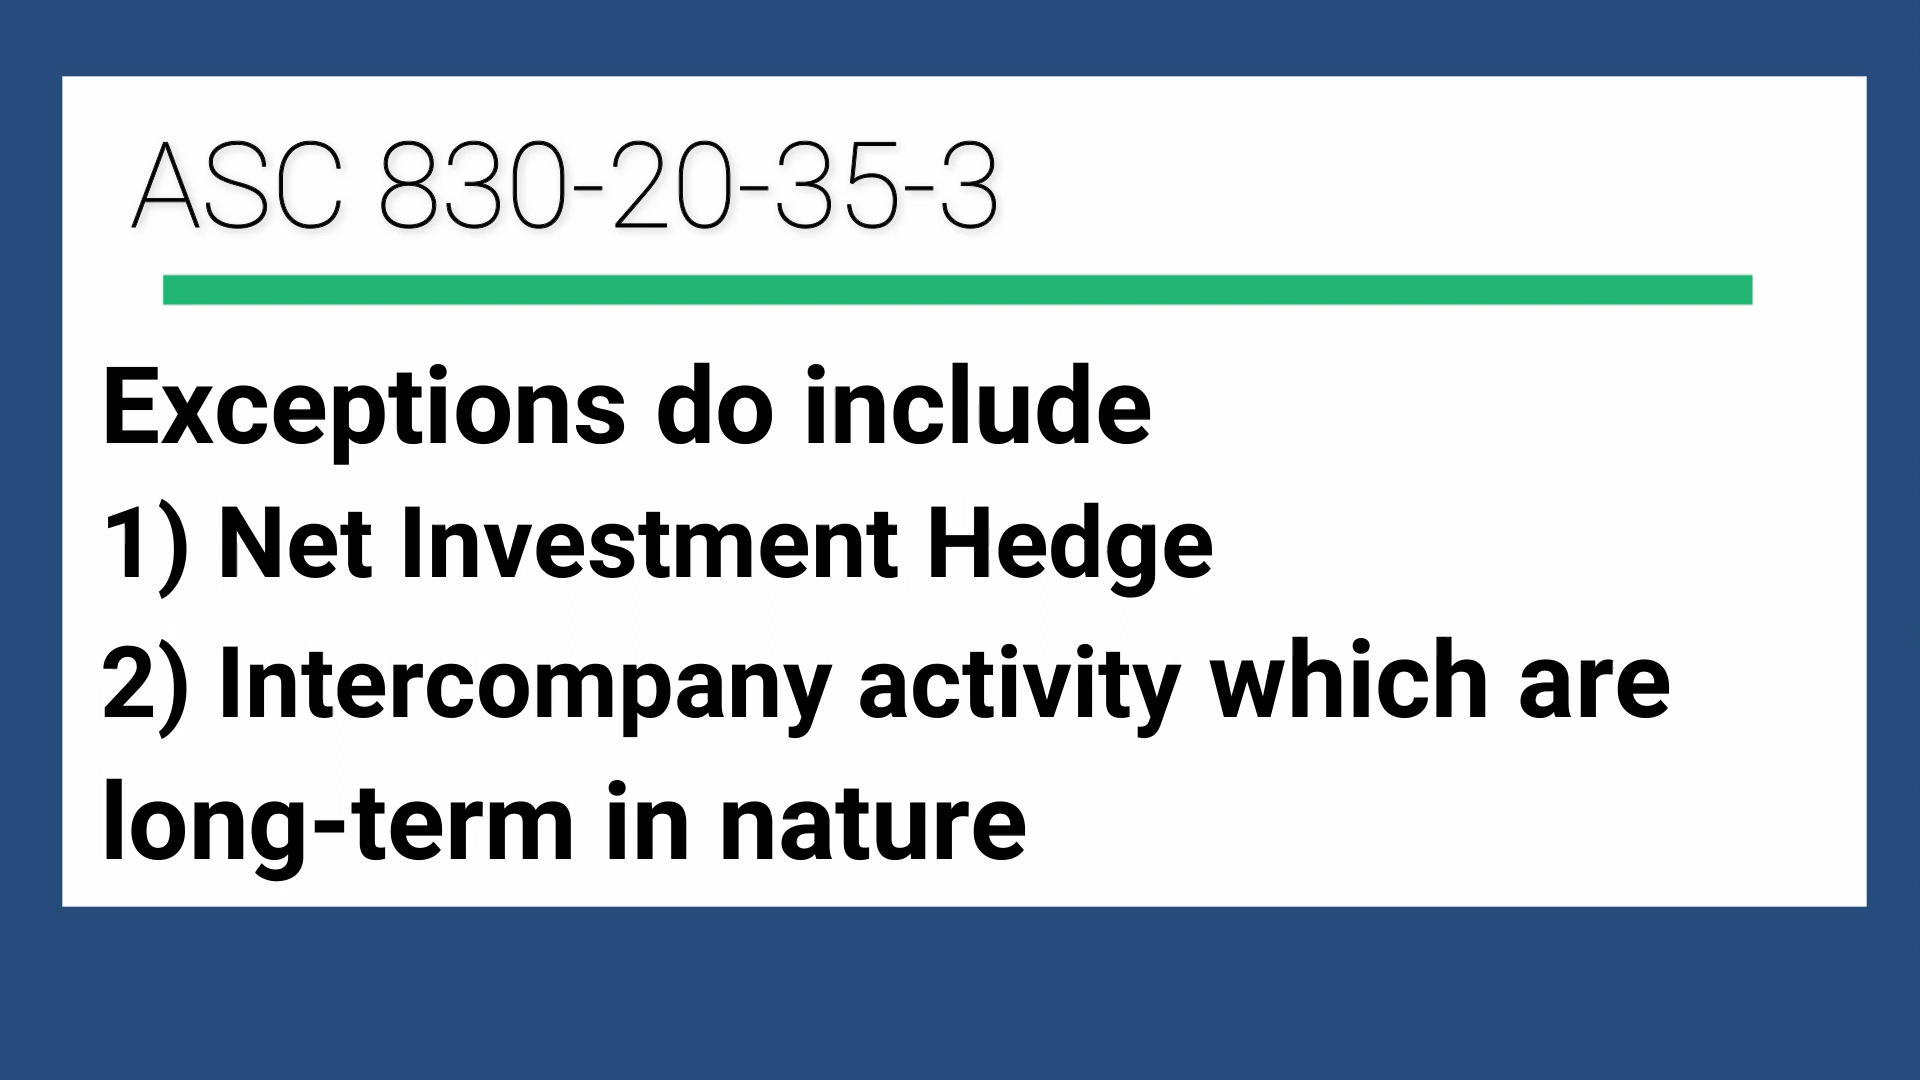 ASC 830-20-35-3
Exceptions do include
1) Net Investment Hedge
2) Intercompany activity which are
long-term in nature